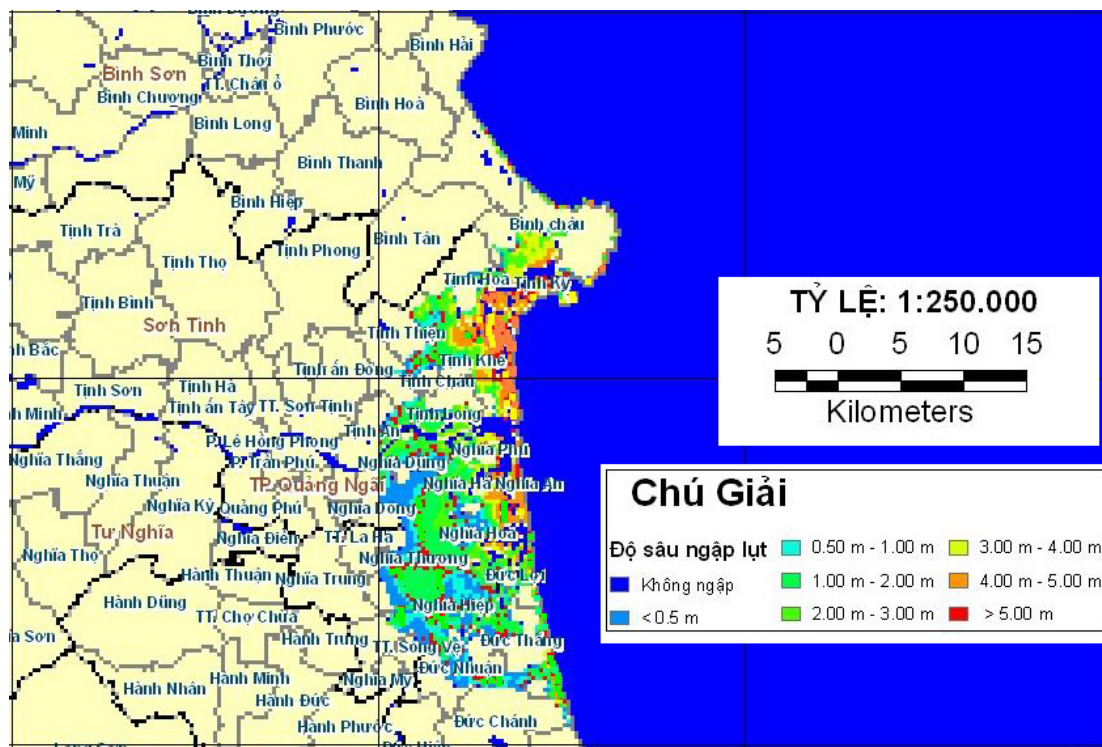 Bình Phước
Bình Hải
Bình Thới
Bình Sơn
TT. Châu ổ
Bình Chương
Bình Hoà
Minh
Bình Long
Bình Thanh
Mỹ
Bình Hiệp
Bình châu
Tịnh Trà
Bình Tân
Tịnh Phong
Tịnh Thọ
Tịnh Hoà
Tịnh Kỳ
Tịnh Bình
Sơn Tịnh
Tịnh Thiện
Tịnh Khê
Tịnh ấn Đông
Tịnh Châu
Tịnh Sơn
Tịnh Hà
Tịnh ấn Tây
TT. Sơn Tịnh
Tịnh Long
Tịnh An
P. Lê Hồng Phong
Nghĩa Phú
Nghĩa Thắng
P. Trần Phú
Nghĩa Dũng
Nghĩa Thuận
TP. Quảng Ngãi
Nghĩa Hà
Nghĩa An
Nghĩa Kỳ
Quảng Phú
Nghĩa Dõng
Tư Nghĩa
Nghĩa Điền
TT. La Hà
Nghĩa Hoà
Nghĩa Thọ
Nghĩa Thương
Hành Thuận
Nghĩa Trung
Đức Lợi
Hành Dũng
Nghĩa Hiệp
TT. Chợ Chùa
Hành Trung
TT. Sông Vệ
Đức Thắng
Đức Nhuận
Hành Minh
Nghĩa Mỹ
Hành Nhân
Hành Đức
Hành Phước
Đức Chánh
TỶ LỆ: 1:250.000
5 0 5 10 15
Kilometers
Chú Giải
Độ sâu ngập lụt
Không ngập
< 0.5 m
0.50 m - 1.00 m
1.00 m - 2.00 m
2.00 m - 3.00 m
3.00 m - 4.00 m
4.00 m - 5.00 m
> 5.00 m